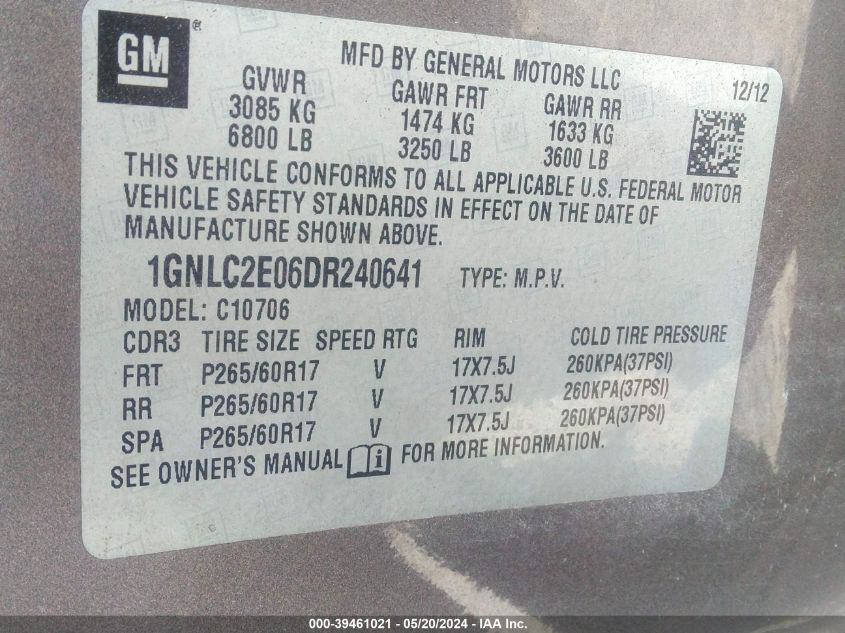 GM ®
MFD BY GENERAL MOTORS LLC
12/12
GVWR GAWR FRT GAWR RR
3085 KG 1474 KG 1633 KG
6800 LB 3250 LB 3600 LB
THIS VEHICLE CONFORMS TO ALL APPLICABLE U.S. FEDERAL MOTOR
VEHICLE SAFETY STANDARDS IN EFFECT ON THE DATE OF
MANUFACTURE SHOWN ABOVE.
1GNLC2E06DR240641 TYPE: M.P.V.
MODEL: C10706
CDR3 TIRE SIZE SPEED RTG RIM COLD TIRE PRESSURE
FRT P265/60R17 V 17X7.5J 260KPA(37PSI)
RR P265/60R17 V 17X7.5J 260KPA(37PSI)
SPA P265/60R17 V 17X7.5J 260KPA(37PSI)
SEE OWNER'S MANUAL i FOR MORE INFORMATION.
000-39461021 - 05/20/2024 - IAA Inc.